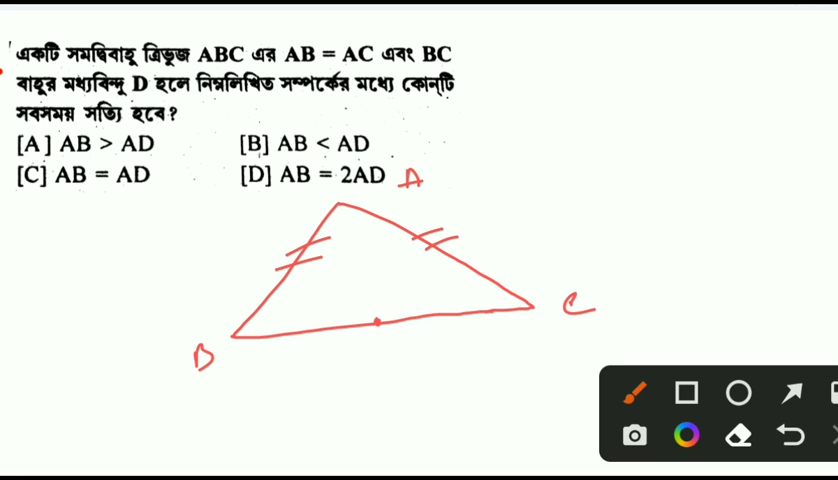 একটি সমদ্বিবাহু ত্রিভুজ ABC এর AB = AC এবং BC
বাহুর মধ্যবিন্দু D হলে নিম্নলিখিত সম্পর্কের মধ্যে কোন্‌টি
সবসময় সত্যি হবে?
[A] AB > AD [B] AB < AD
[C] AB = AD [D] AB = 2AD
A
B C